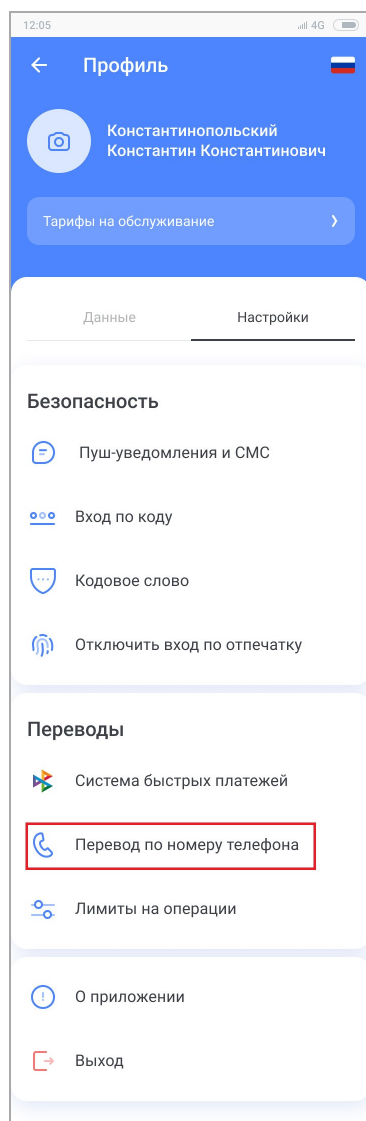 12:05
4G
Профиль
Константинопольский
Константин Константинович
Тарифы на обслуживание
Данные
Настройки
Безопасность
Пуш-уведомления и СМС
Вход по коду
Кодовое слово
Отключить вход по отпечатку
Переводы
Система быстрых платежей
Перевод по номеру телефона
Лимиты на операции
О приложении
Выход